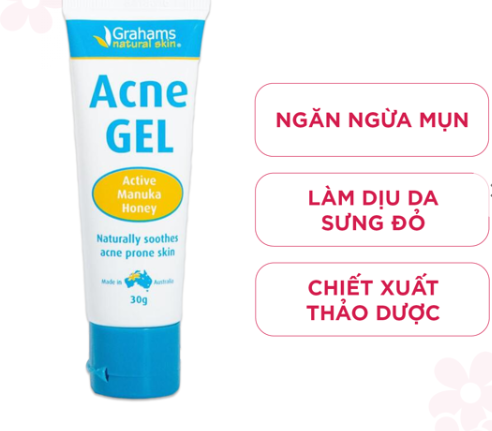 Grahams
natural skin
Acne
GEL
Active
Manuka
Honey
Naturally soothes
acne prone skin
Made in Australia
30g
NGĂN NGỪA MỤN
LÀM DỊU DA
SƯNG ĐỎ
CHIẾT XUẤT
THẢO DƯỢC